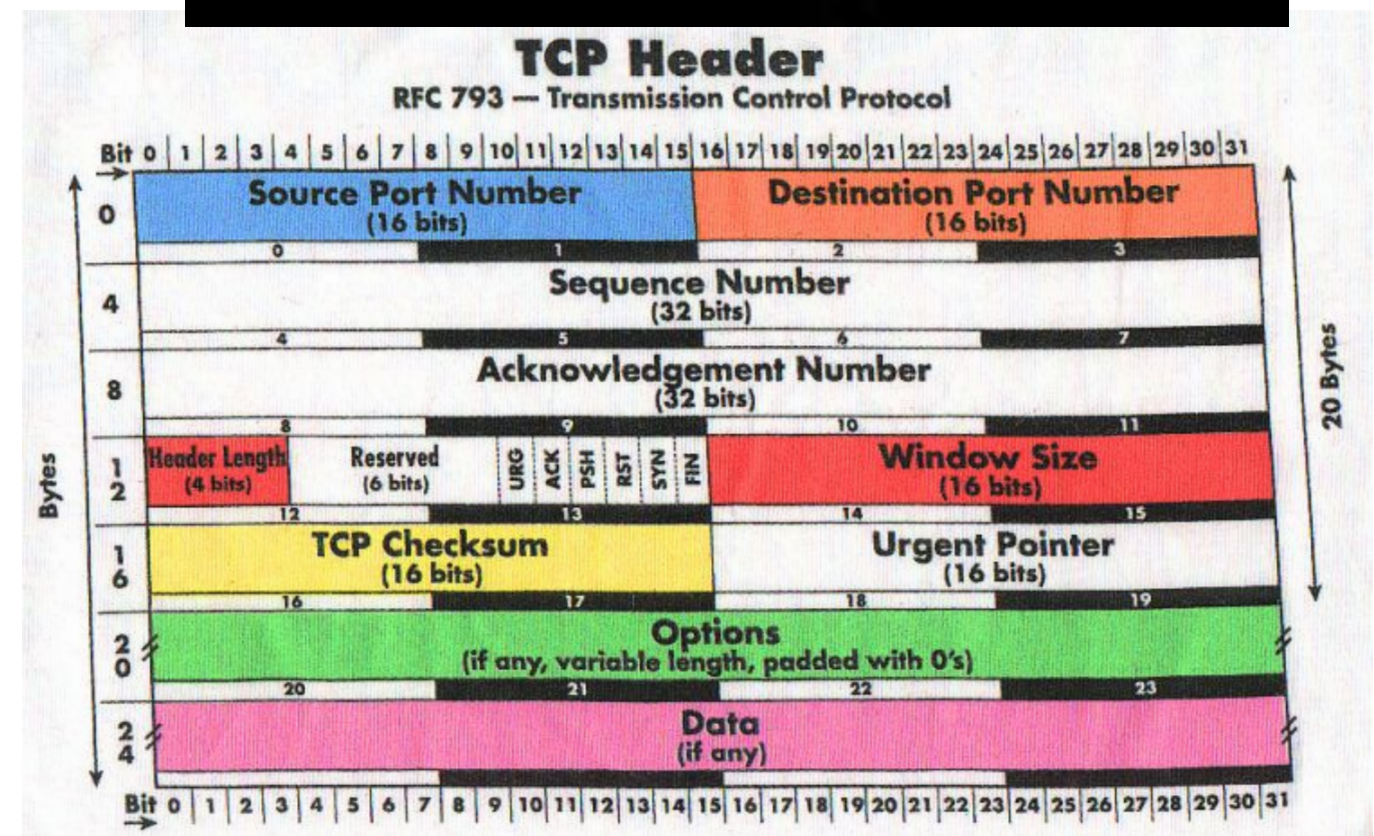 TCP Header
RFC 793 — Transmission Control Protocol
Bit 0 1 2 3 4 5 6 7 8 9 10 11 12 13 14 15 16 17 18 19 20 21 22 23 24 25 26 27 28 29 30 31
0 Source Port Number Destination Port Number
(16 bits) (16 bits)
0 1 2 3
4 Sequence Number
(32 bits)
4 5 6 7
8 Acknowledgement Number
(32 bits)
8 9 10 11
12 Header Length Reserved URG ACK PSH RST SYN FIN Window Size
(4 bits) (6 bits) (16 bits)
12 13 14 15
16 TCP Checksum Urgent Pointer
(16 bits) (16 bits)
16 17 18 19
20 Options
(if any, variable length, padded with 0's)
20 21 22 23
24 Data
(if any)
Bit 0 1 2 3 4 5 6 7 8 9 10 11 12 13 14 15 16 17 18 19 20 21 22 23 24 25 26 27 28 29 30 31
Bytes
20 Bytes